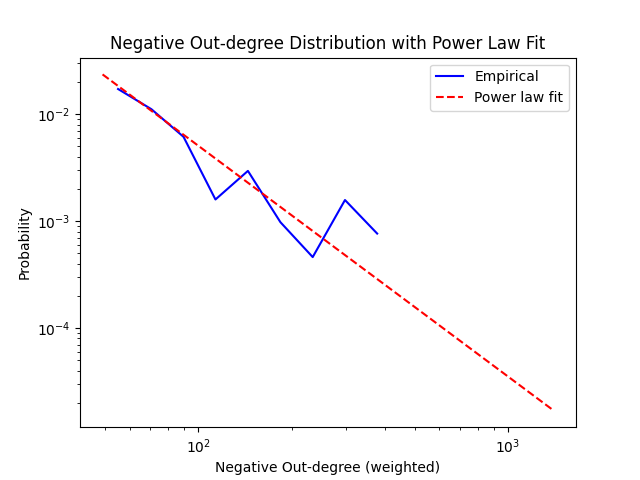 Negative Out-degree Distribution with Power Law Fit
Empirical
Power law fit
Probability
10⁻²
10⁻³
10⁻⁴
10²
10³
Negative Out-degree (weighted)